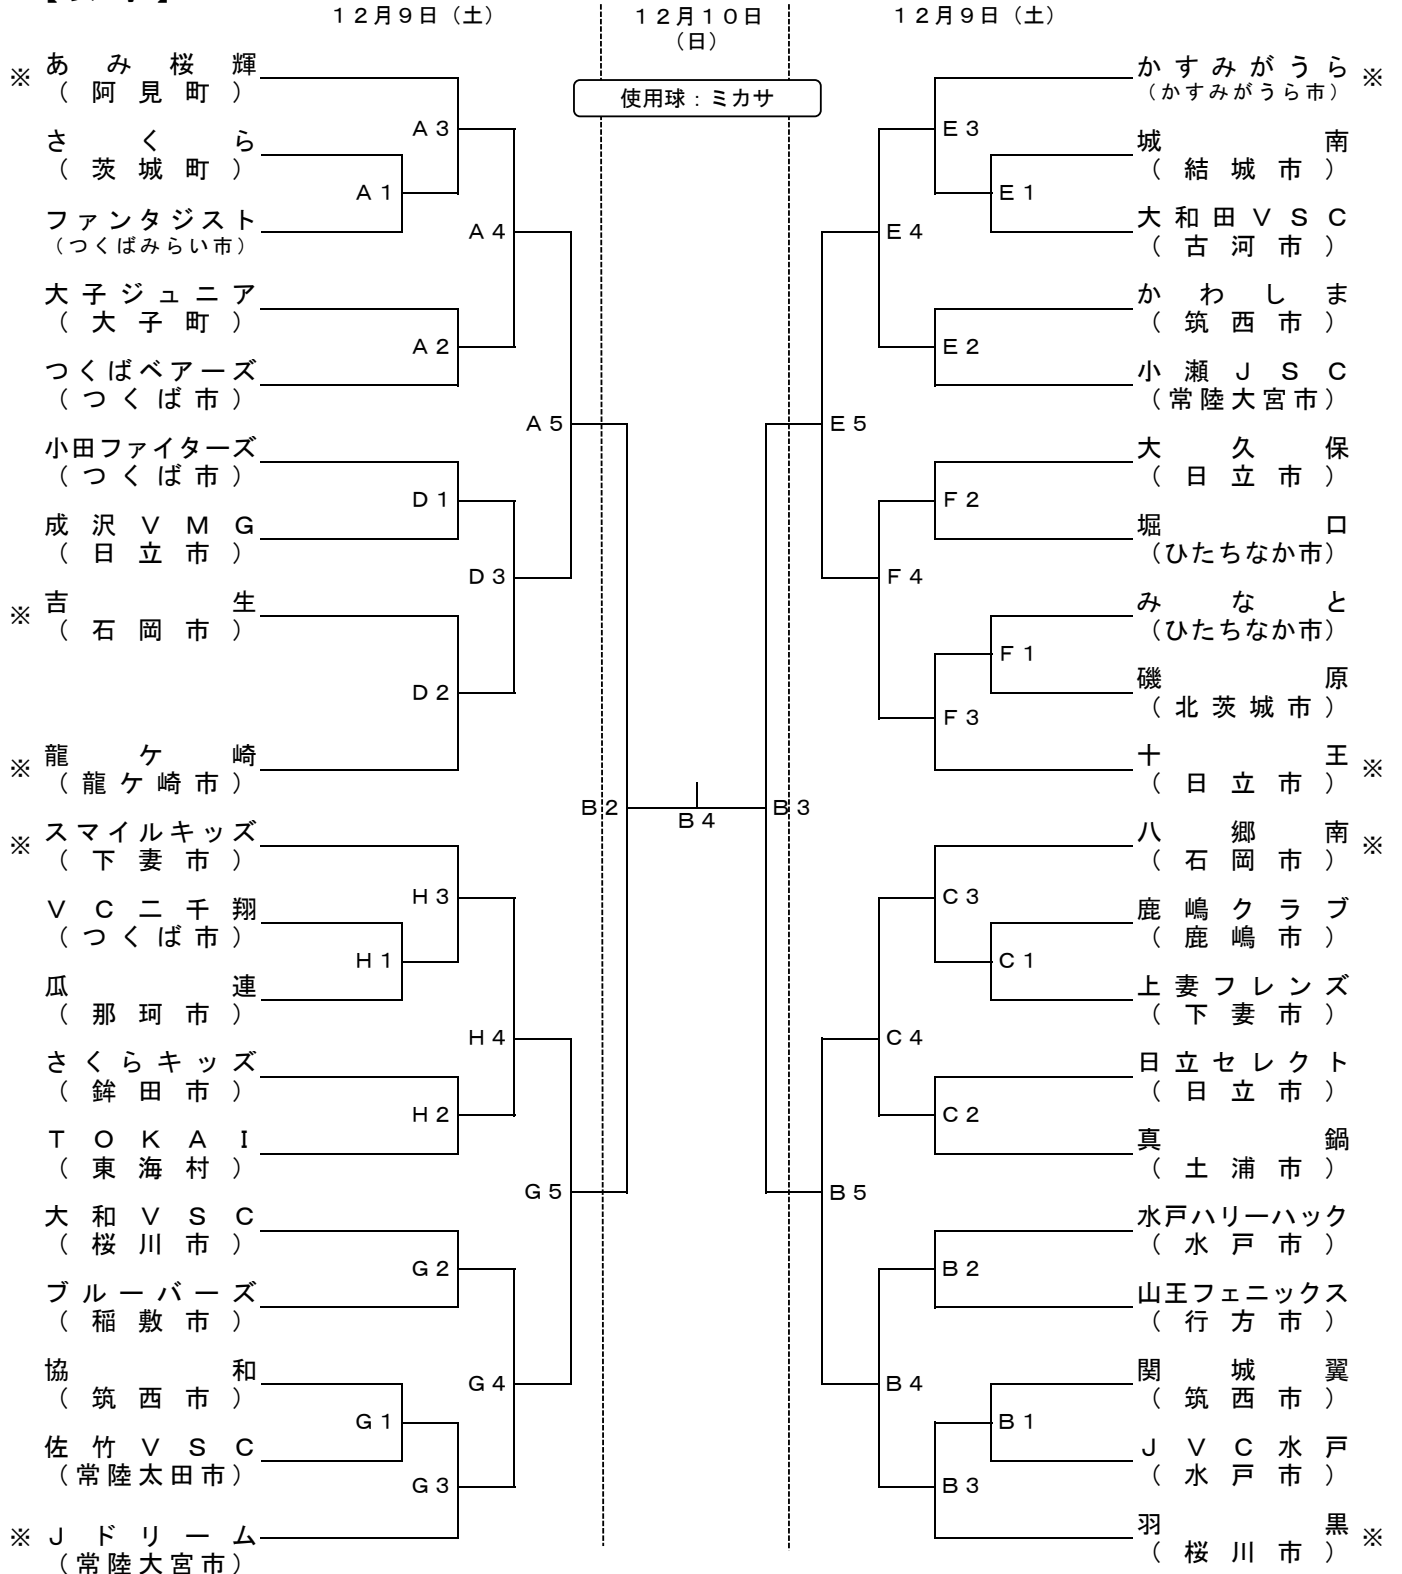 １２月９日（土）
１２月１０日
（日）
１２月９日（土）
使用球：ミカサ
※ あみ桜輝
（阿見町）
さくら
（茨城町）
ファンタジスト
（つくばみらい市）
大子ジュニア
（大子町）
つくばベアーズ
（つくば市）
小田ファイターズ
（つくば市）
成沢ＶＭＧ
（日立市）
※ 吉生
（石岡市）
※ 龍ケ崎
（龍ケ崎市）
※ スマイルキッズ
（下妻市）
ＶＣ二千翔
（つくば市）
瓜連
（那珂市）
さくらキッズ
（鉾田市）
ＴＯＫＡＩ
（東海村）
大和ＶＳＣ
（桜川市）
ブルーバーズ
（稲敷市）
協和
（筑西市）
佐竹ＶＳＣ
（常陸太田市）
※ Ｊドリーム
（常陸大宮市）
Ａ３
Ａ１
Ａ４
Ａ２
Ａ５
Ｄ１
Ｄ３
Ｄ２
Ｂ２
Ｈ３
Ｈ１
Ｈ４
Ｈ２
Ｇ５
Ｇ２
Ｇ４
Ｇ１
Ｇ３
Ｂ４
Ｂ３
Ｅ３
Ｅ１
Ｅ４
Ｅ２
Ｅ５
Ｆ２
Ｆ４
Ｆ１
Ｆ３
Ｃ３
Ｃ１
Ｃ４
Ｃ２
Ｂ５
Ｂ２
Ｂ４
Ｂ１
Ｂ３
かすみがうら ※
（かすみがうら市）
城南
（結城市）
大和田ＶＳＣ
（古河市）
かわしま
（筑西市）
小瀬ＪＳＣ
（常陸大宮市）
大久保
（日立市）
堀口
（ひたちなか市）
みなと
（ひたちなか市）
磯原
（北茨城市）
十王 ※
（日立市）
八郷南 ※
（石岡市）
鹿嶋クラブ
（鹿嶋市）
上妻フレンズ
（下妻市）
日立セレクト
（日立市）
真鍋
（土浦市）
水戸ハリーハック
（水戸市）
山王フェニックス
（行方市）
関城翼
（筑西市）
ＪＶＣ水戸
（水戸市）
羽黒 ※
（桜川市）